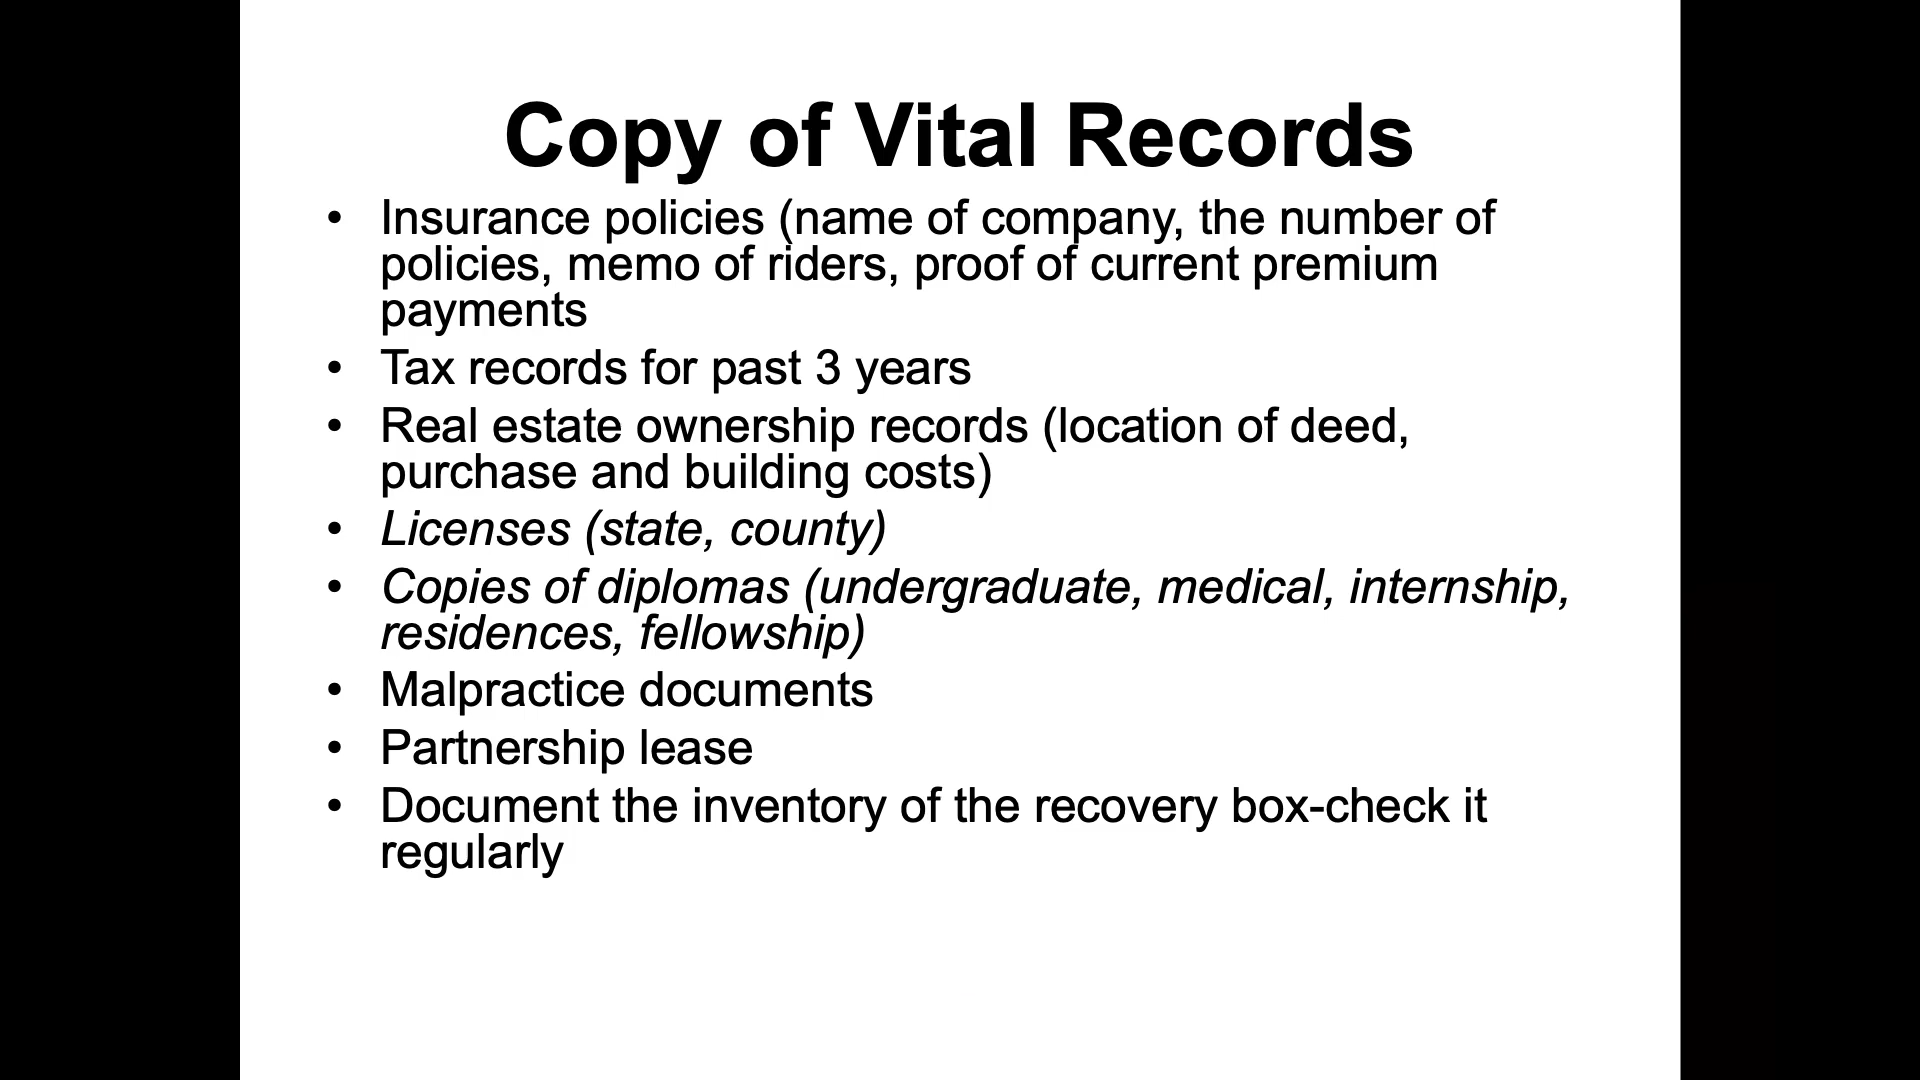 Copy of Vital Records
• Insurance policies (name of company, the number of
policies, memo of riders, proof of current premium
payments
• Tax records for past 3 years
• Real estate ownership records (location of deed,
purchase and building costs)
• Licenses (state, county)
• Copies of diplomas (undergraduate, medical, internship,
residences, fellowship)
• Malpractice documents
• Partnership lease
• Document the inventory of the recovery box-check it
regularly